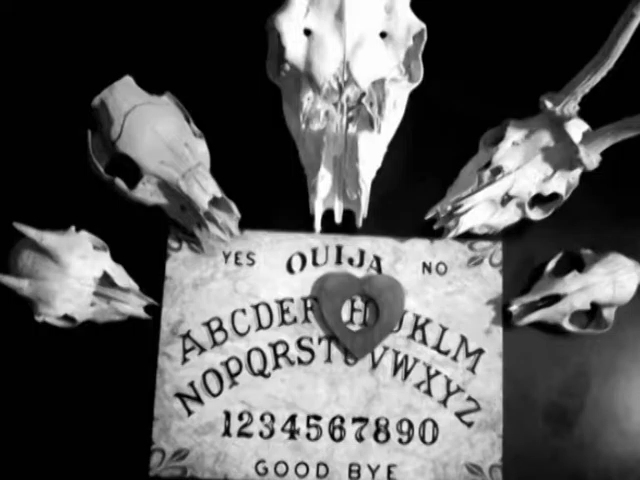 YES OUIJA NO
ABCDEF H JKLM
NOPQRSTUVWXYZ
1234567890
GOOD BYE